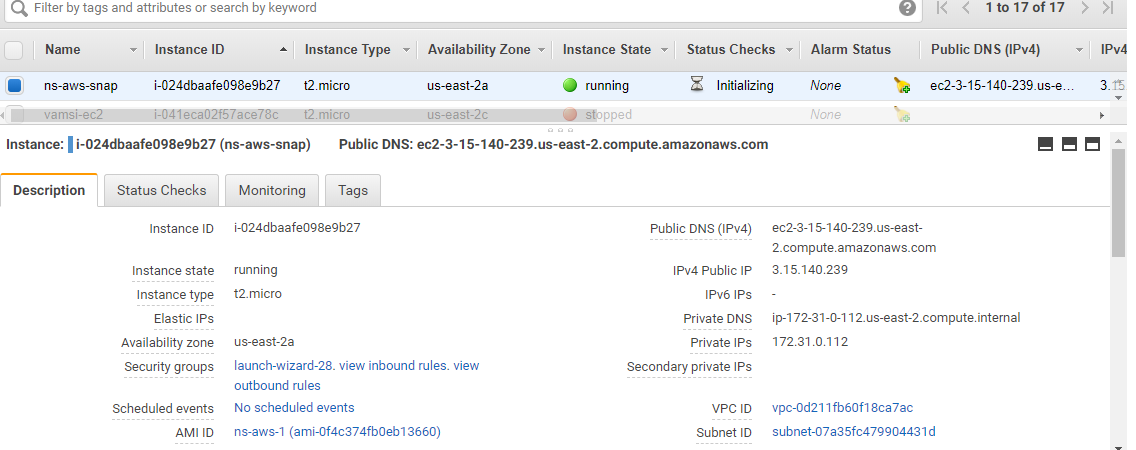 Filter by tags and attributes or search by keyword ? 1 to 17 of 17
Name Instance ID Instance Type Availability Zone Instance State Status Checks Alarm Status Public DNS (IPv4) IPv4
ns-aws-snap i-024dbaafe098e9b27 t2.micro us-east-2a running Initializing None ec2-3-15-140-239.us-e... 3.15
vamsi-ec2 i-041eca02f57ace78c t2.micro us-east-2c stopped None
Instance: i-024dbaafe098e9b27 (ns-aws-snap) Public DNS: ec2-3-15-140-239.us-east-2.compute.amazonaws.com
Description Status Checks Monitoring Tags
Instance ID i-024dbaafe098e9b27 Public DNS (IPv4) ec2-3-15-140-239.us-east-
2.compute.amazonaws.com
Instance state running IPv4 Public IP 3.15.140.239
Instance type t2.micro IPv6 IPs -
Elastic IPs Private DNS ip-172-31-0-112.us-east-2.compute.internal
Availability zone us-east-2a Private IPs 172.31.0.112
Security groups launch-wizard-28. view inbound rules. view Secondary private IPs
outbound rules
Scheduled events No scheduled events VPC ID vpc-0d211fb60f18ca7ac
AMI ID ns-aws-1 (ami-0f4c374fb0eb13660) Subnet ID subnet-07a35fc479904431d